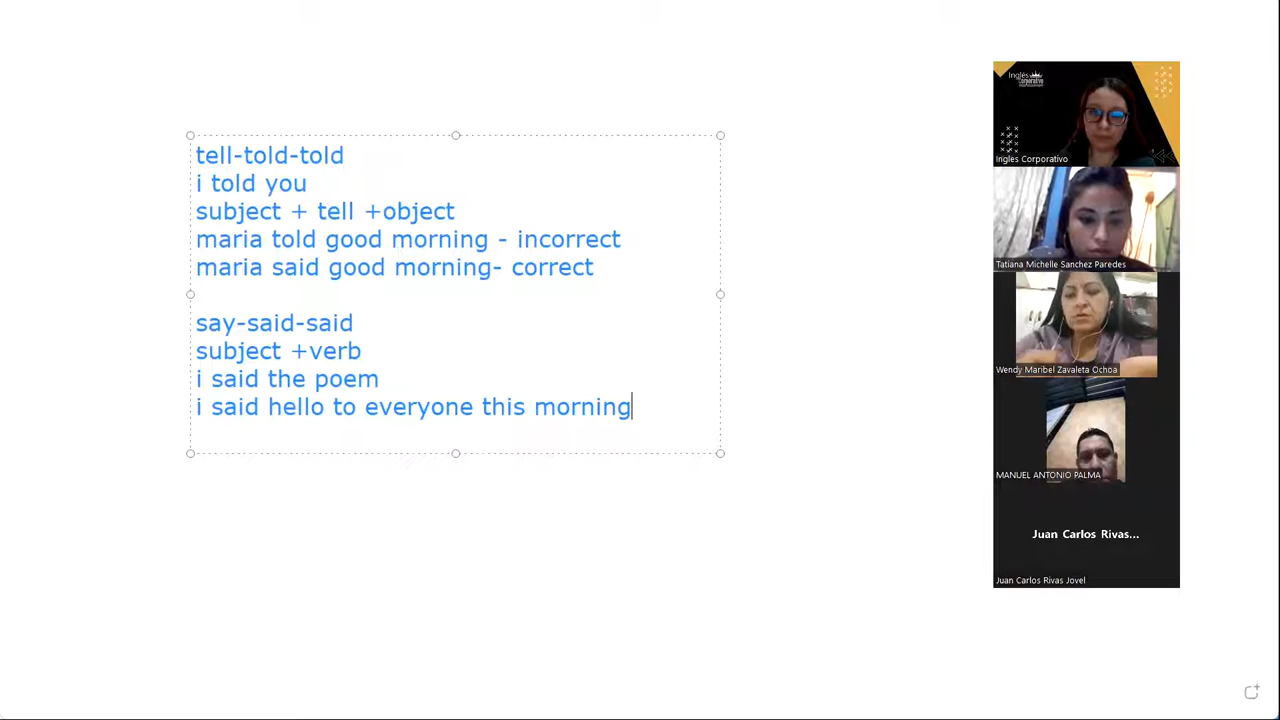 tell-told-told
i told you
subject + tell +object
maria told good morning - incorrect
maria said good morning- correct
say-said-said
subject +verb
i said the poem
i said hello to everyone this morning
Inglés
Corporativo
Ingles Corporativo
Tatiana Michelle Sanchez Paredes
Wendy Maribel Zavaleta Ochoa
MANUEL ANTONIO PALMA
Juan Carlos Rivas...
Juan Carlos Rivas Jovel